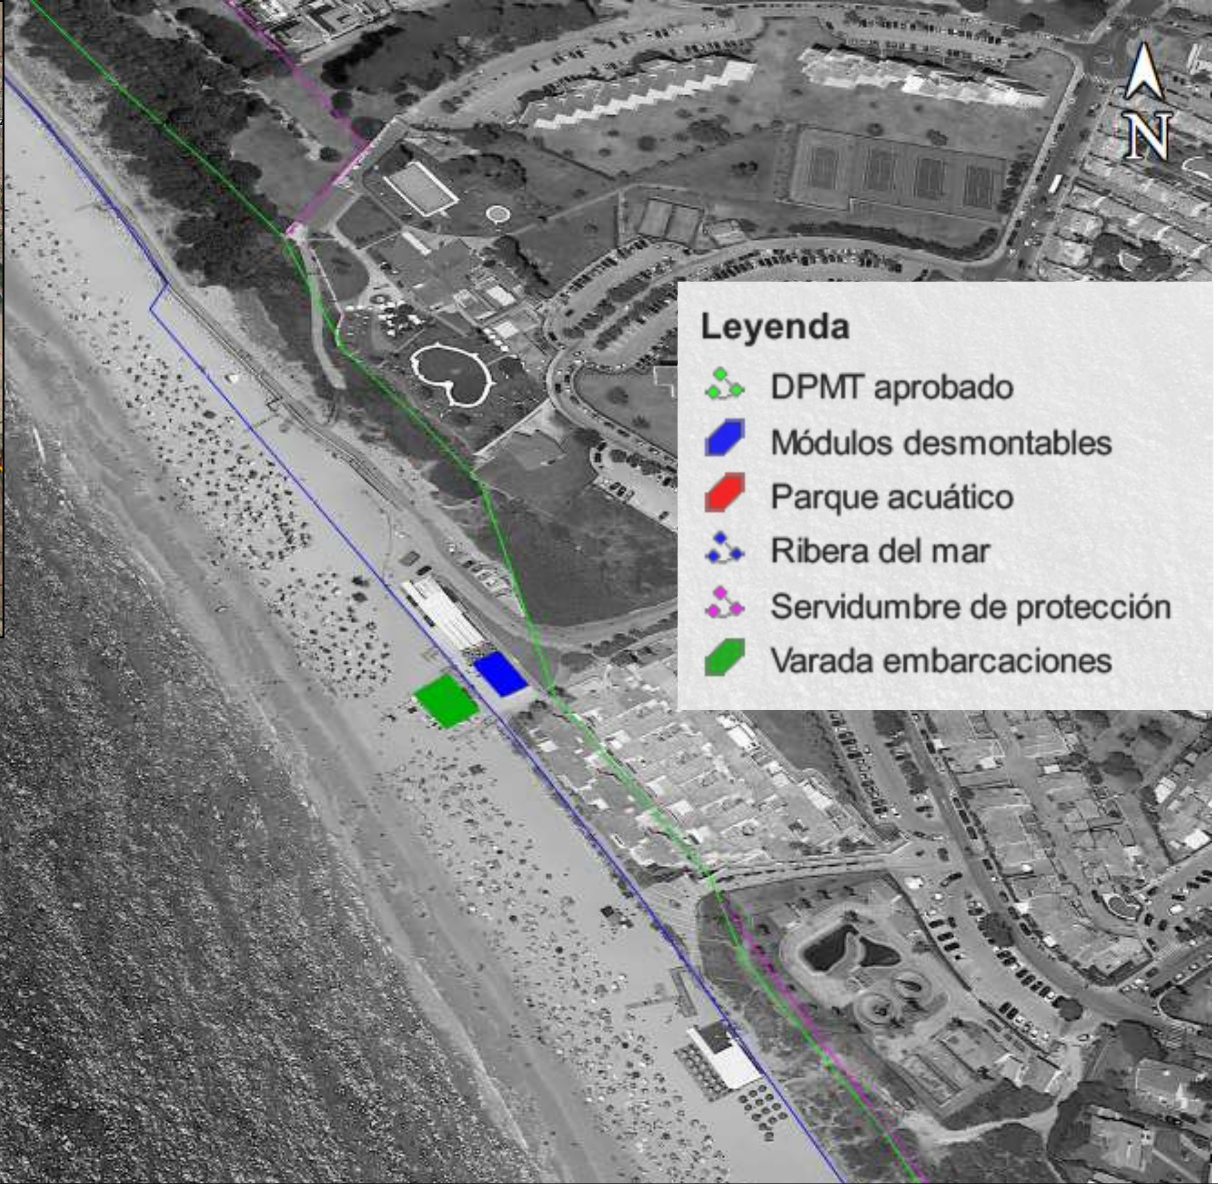 N
Leyenda
DPMT aprobado
Módulos desmontables
Parque acuático
Ribera del mar
Servidumbre de protección
Varada embarcaciones